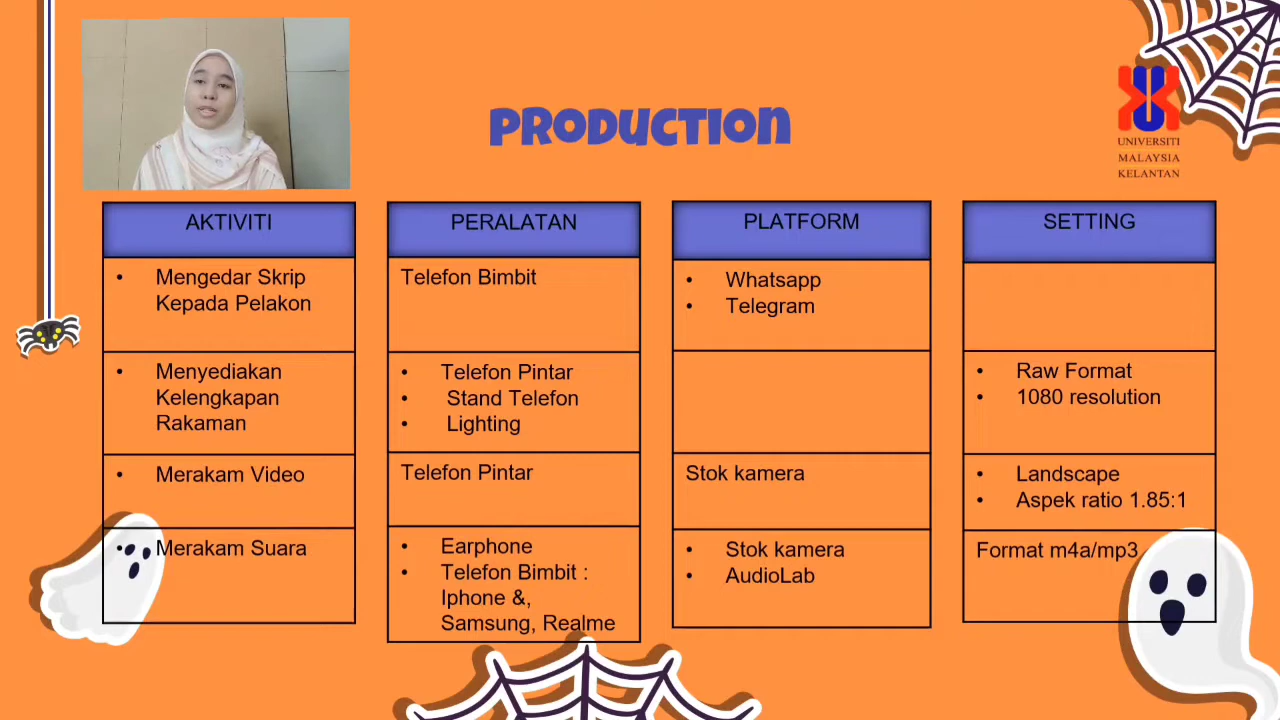 PRODUCTION
UNIVERSITI
MALAYSIA
KELANTAN
AKTIVITI
• Mengedar Skrip
Kepada Pelakon
• Menyediakan
Kelengkapan
Rakaman
• Merakam Video
• Merakam Suara
PERALATAN
Telefon Bimbit
• Telefon Pintar
• Stand Telefon
• Lighting
Telefon Pintar
• Earphone
• Telefon Bimbit :
Iphone &,
Samsung, Realme
PLATFORM
• Whatsapp
• Telegram
Stok kamera
• Stok kamera
• AudioLab
SETTING
• Raw Format
• 1080 resolution
• Landscape
• Aspek ratio 1.85:1
Format m4a/mp3